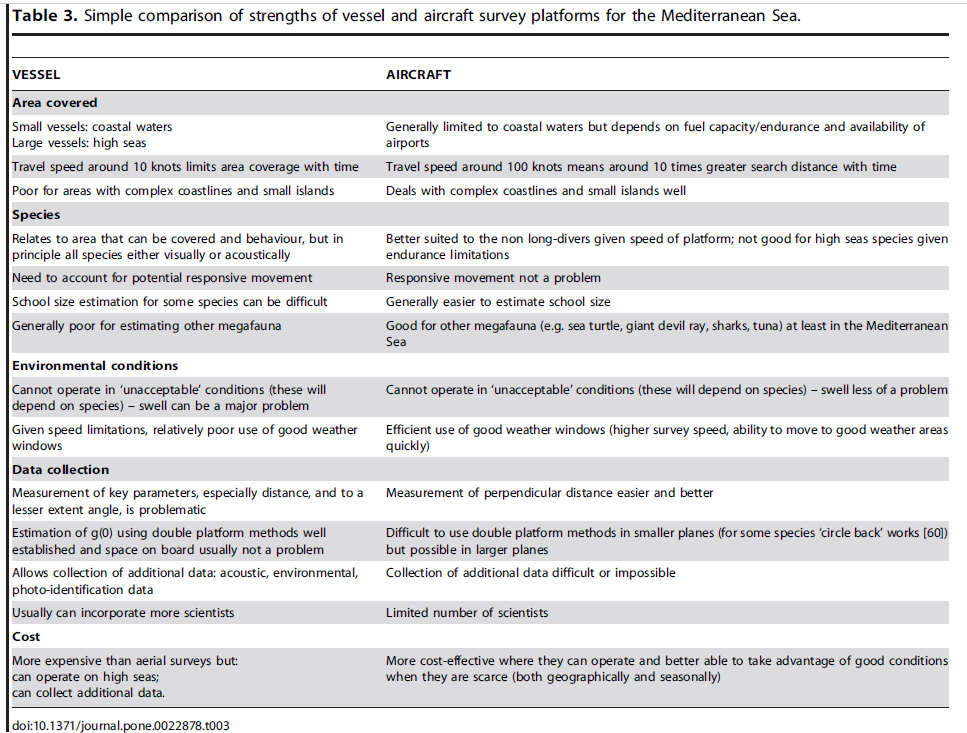 Table 3. Simple comparison of strengths of vessel and aircraft survey platforms for the Mediterranean Sea.
VESSEL AIRCRAFT
Area covered
Small vessels: coastal waters
Large vessels: high seas
Generally limited to coastal waters but depends on fuel capacity/endurance and availability of
airports
Travel speed around 10 knots limits area coverage with time
Travel speed around 100 knots means around 10 times greater search distance with time
Poor for areas with complex coastlines and small islands
Deals with complex coastlines and small islands well
Species
Relates to area that can be covered and behaviour, but in
principle all species either visually or acoustically
Better suited to the non long-divers given speed of platform; not good for high seas species given
endurance limitations
Need to account for potential responsive movement
Responsive movement not a problem
School size estimation for some species can be difficult
Generally easier to estimate school size
Generally poor for estimating other megafauna
Good for other megafauna (e.g. sea turtle, giant devil ray, sharks, tuna) at least in the Mediterranean
Sea
Environmental conditions
Cannot operate in ‘unacceptable’ conditions (these will
depend on species) – swell can be a major problem
Cannot operate in ‘unacceptable’ conditions (these will depend on species) – swell less of a problem
Given speed limitations, relatively poor use of good weather
windows
Efficient use of good weather windows (higher survey speed, ability to move to good weather areas
quickly)
Data collection
Measurement of key parameters, especially distance, and to a
lesser extent angle, is problematic
Measurement of perpendicular distance easier and better
Estimation of g(0) using double platform methods well
established and space on board usually not a problem
Difficult to use double platform methods in smaller planes (for some species ‘circle back’ works [60])
but possible in larger planes
Allows collection of additional data: acoustic, environmental,
photo-identification data
Collection of additional data difficult or impossible
Usually can incorporate more scientists
Limited number of scientists
Cost
More expensive than aerial surveys but:
can operate on high seas;
can collect additional data.
More cost-effective where they can operate and better able to take advantage of good conditions
when they are scarce (both geographically and seasonally)
doi:10.1371/journal.pone.0022878.t003